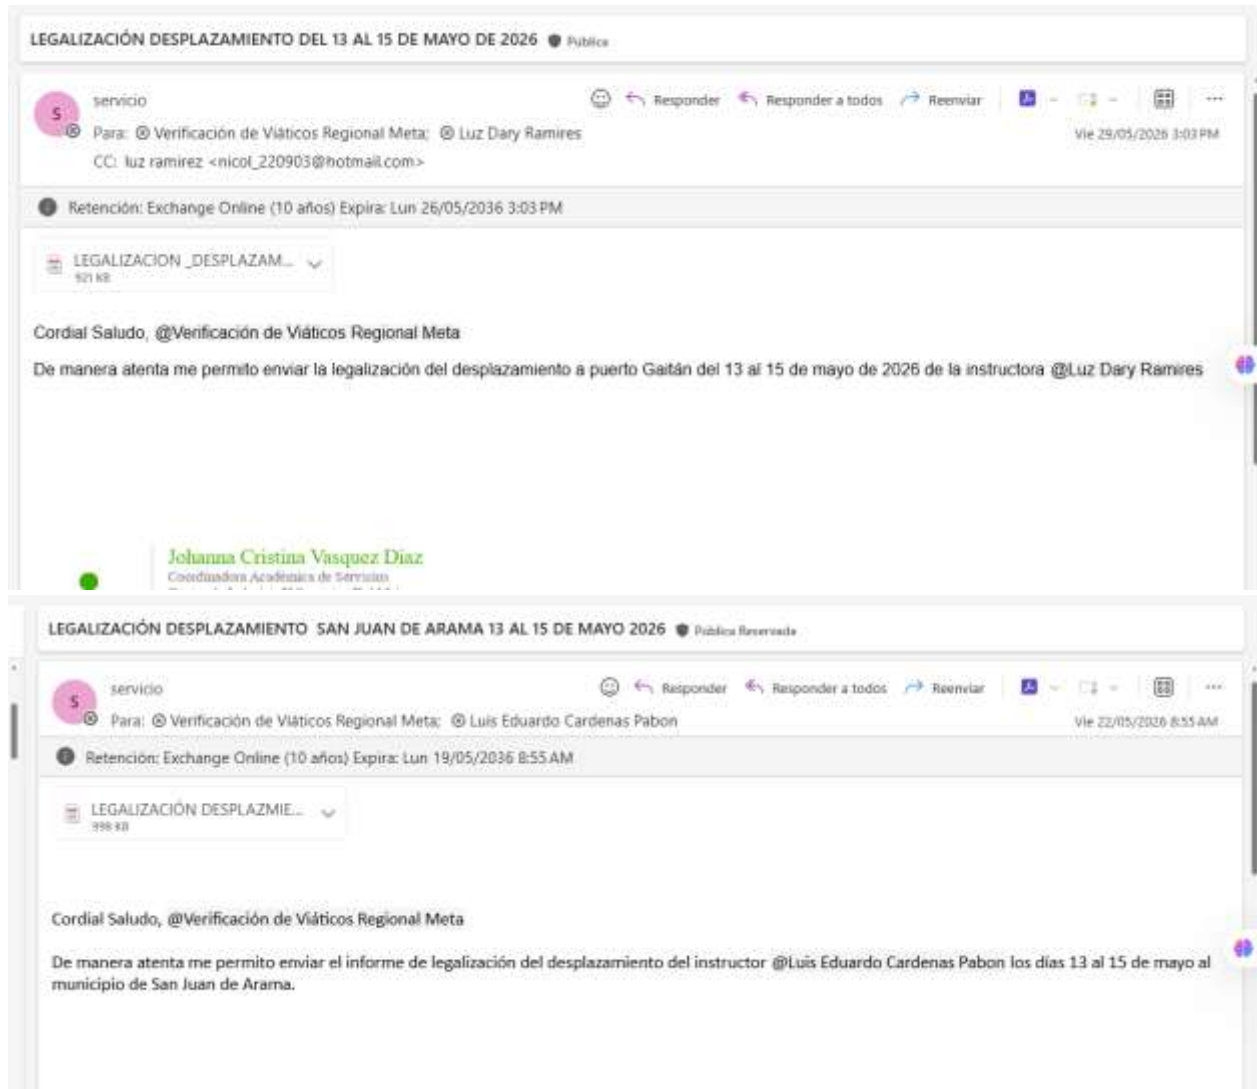 LEGALIZACIÓN DESPLAZAMIENTO DEL 13 AL 15 DE MAYO DE 2026 Pública
S
servicio
Responder Responder a todos Reenviar
Para: Verificación de Viáticos Regional Meta; Luz Dary Ramires
Vie 29/05/2026 3:03 PM
CC: luz ramirez <nicol_220903@hotmail.com>
Retención: Exchange Online (10 años) Expira: Lun 26/05/2036 3:03 PM
LEGALIZACION _DESPLAZAM...
921 KB
Cordial Saludo, @Verificación de Viáticos Regional Meta
De manera atenta me permito enviar la legalización del desplazamiento a puerto Gaitán del 13 al 15 de mayo de 2026 de la instructora @Luz Dary Ramires
Johanna Cristina Vasquez Diaz
Coordinadora Académica de Servicios
LEGALIZACIÓN DESPLAZAMIENTO SAN JUAN DE ARAMA 13 AL 15 DE MAYO 2026 Pública Reservada
S
servicio
Responder Responder a todos Reenviar
Para: Verificación de Viáticos Regional Meta; Luis Eduardo Cardenas Pabon
Vie 22/05/2026 8:55 AM
Retención: Exchange Online (10 años) Expira: Lun 19/05/2036 8:55 AM
LEGALIZACIÓN DESPLAZMIE...
998 KB
Cordial Saludo, @Verificación de Viáticos Regional Meta
De manera atenta me permito enviar el informe de legalización del desplazamiento del instructor @Luis Eduardo Cardenas Pabon los días 13 al 15 de mayo al
municipio de San Juan de Arama.